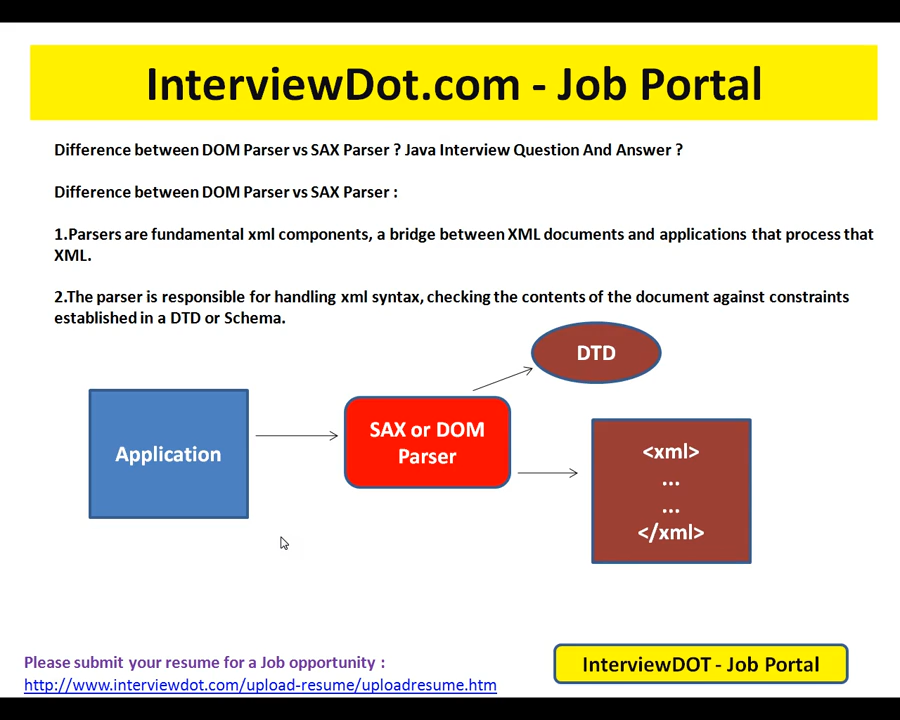 InterviewDot.com - Job Portal
Difference between DOM Parser vs SAX Parser ? Java Interview Question And Answer ?
Difference between DOM Parser vs SAX Parser :
1.Parsers are fundamental xml components, a bridge between XML documents and applications that process that
XML.
2.The parser is responsible for handling xml syntax, checking the contents of the document against constraints
established in a DTD or Schema.
DTD
Application
SAX or DOM
Parser
<xml>
...
...
</xml>
Please submit your resume for a Job opportunity :
http://www.interviewdot.com/upload-resume/uploadresume.htm
InterviewDOT - Job Portal